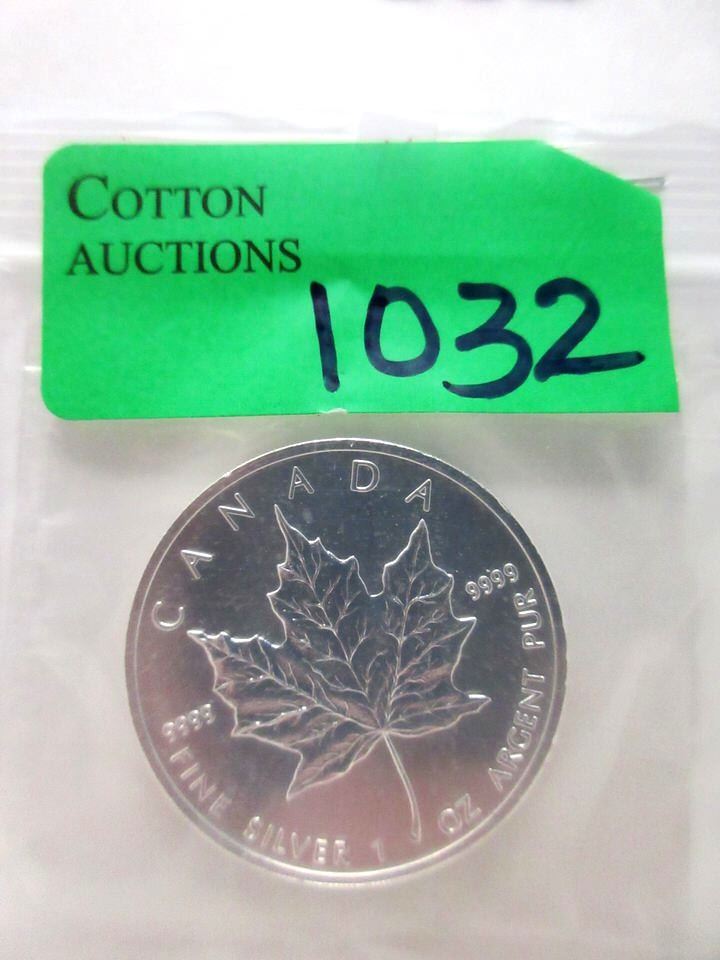 COTTON
AUCTIONS
1032
CANADA
9999
9999
FINE SILVER 1 OZ ARGENT PUR